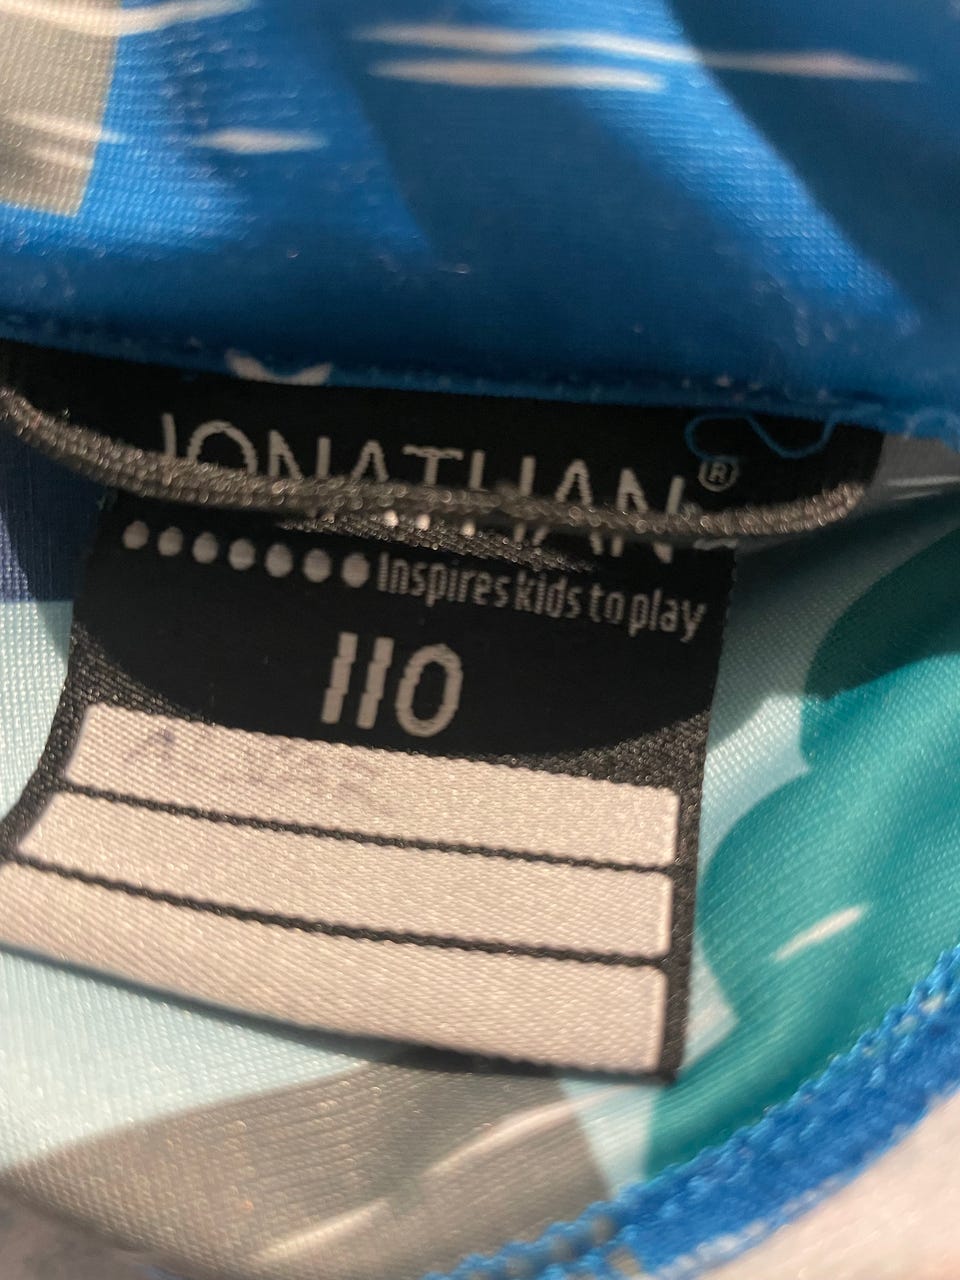 JONATHAN®
Inspires kids to play
110